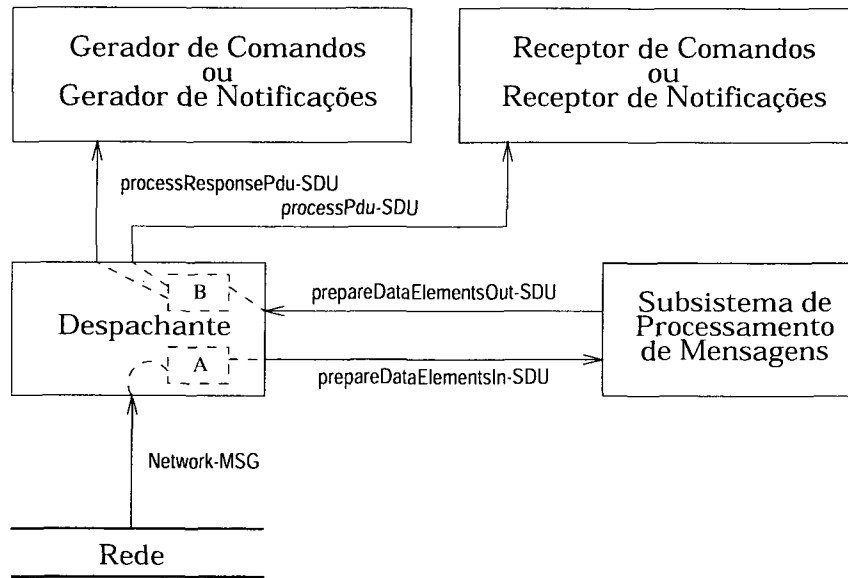 Gerador de Comandos
ou
Gerador de Notificações
Receptor de Comandos
ou
Receptor de Notificações
processResponsePdu-SDU
processPdu-SDU
B
Despachante
A
prepareDataElementsOut-SDU
prepareDataElementsIn-SDU
Subsistema de
Processamento
de Mensagens
Network-MSG
Rede